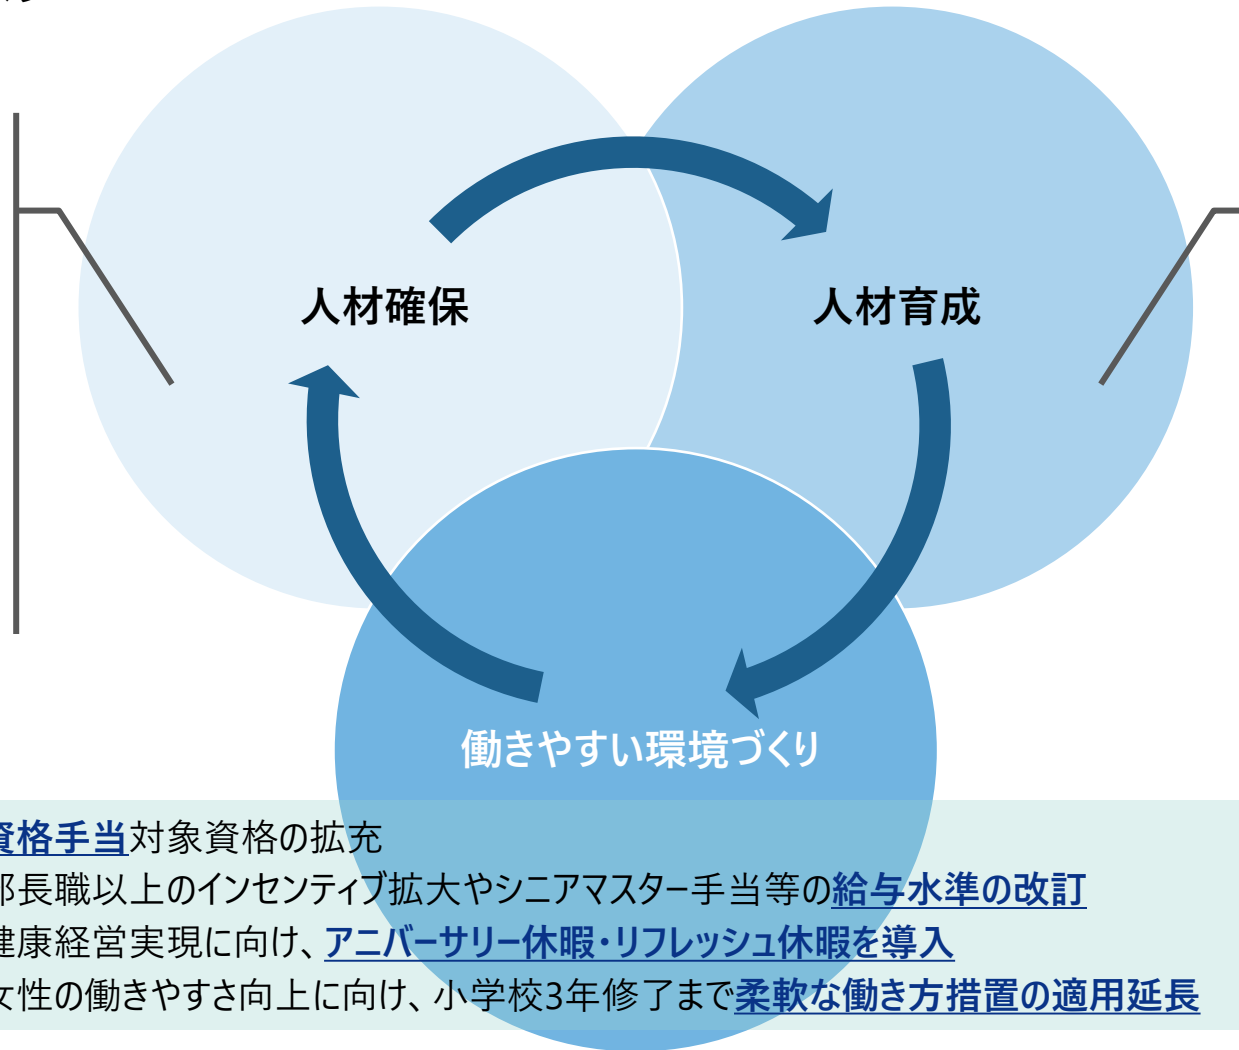 人材確保
人材育成
働きやすい環境づくり
資格手当対象資格の拡充
部長職以上のインセンティブ拡大やシニアマスター手当等の給与水準の改訂
健康経営実現に向け、アニバーサリー休暇・リフレッシュ休暇を導入
女性の働きやすさ向上に向け、小学校3年修了まで柔軟な働き方措置の適用延長